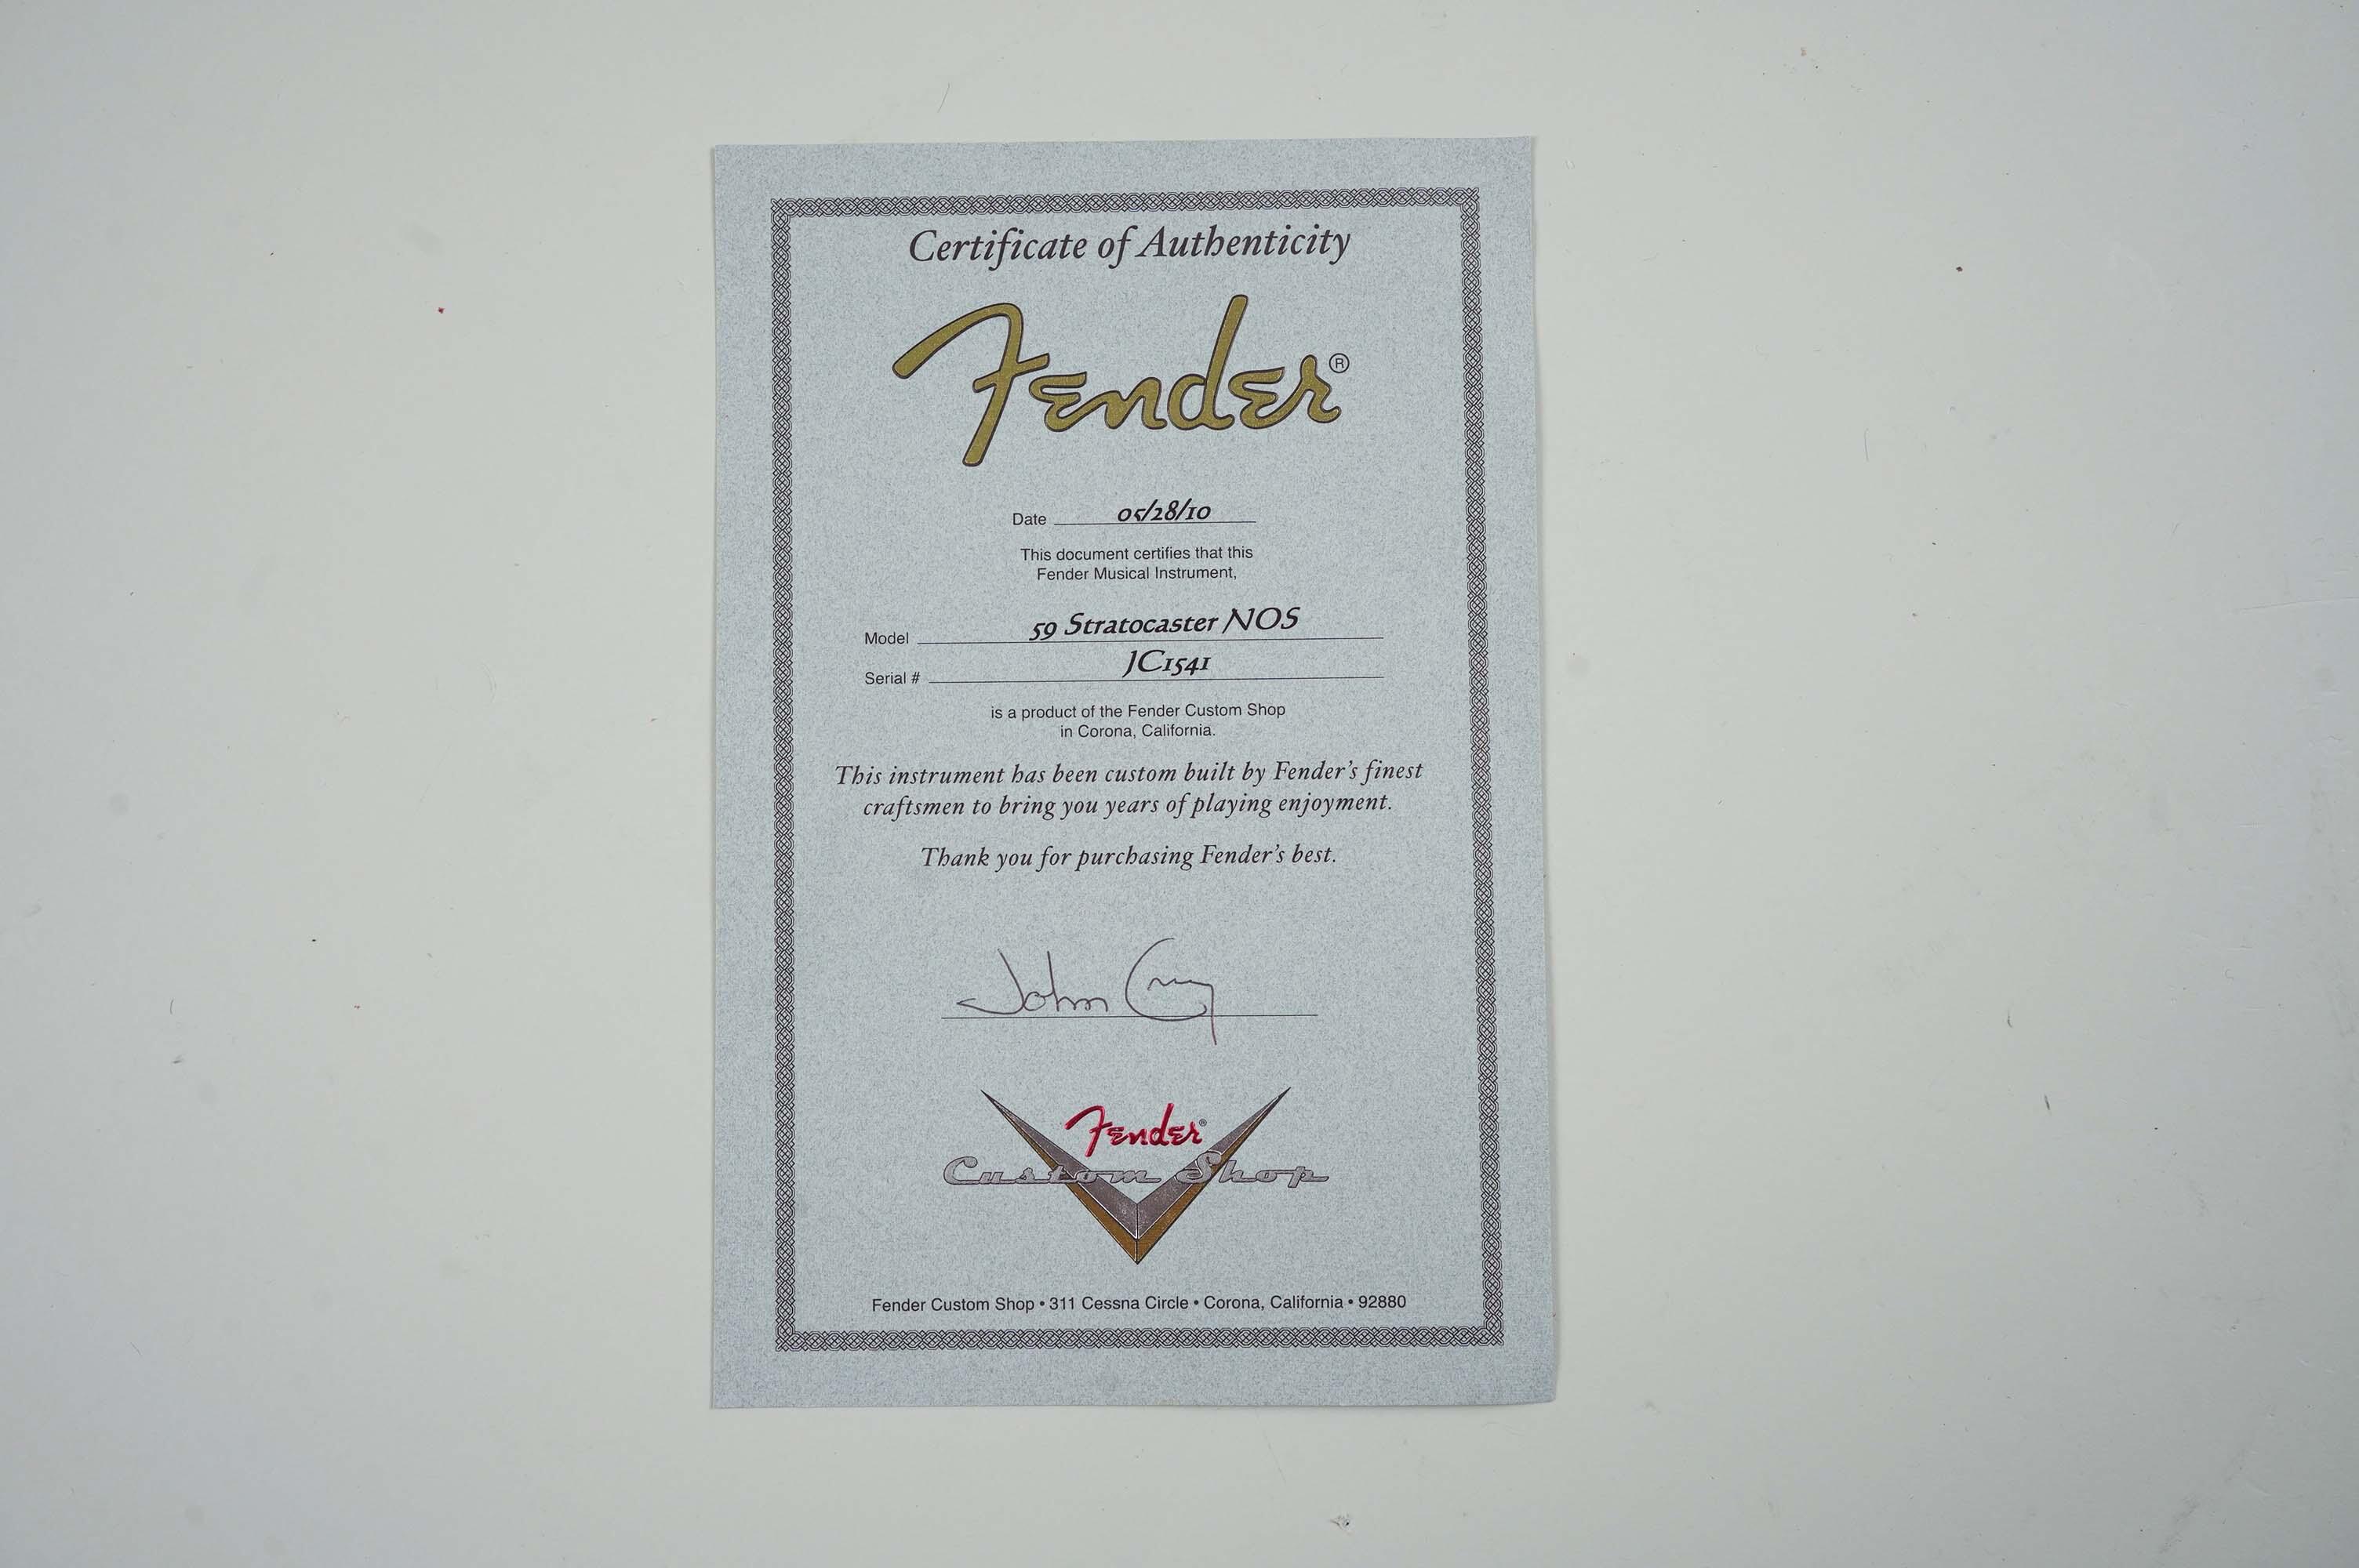 Certificate of Authenticity
Fender®
Date 05/28/10
This document certifies that this
Fender Musical Instrument,
Model 59 Stratocaster NOS
Serial # JC1541
is a product of the Fender Custom Shop
in Corona, California.
This instrument has been custom built by Fender's finest
craftsmen to bring you years of playing enjoyment.
Thank you for purchasing Fender's best.
John Cruz
Fender®
Custom Shop
Fender Custom Shop • 311 Cessna Circle • Corona, California • 92880